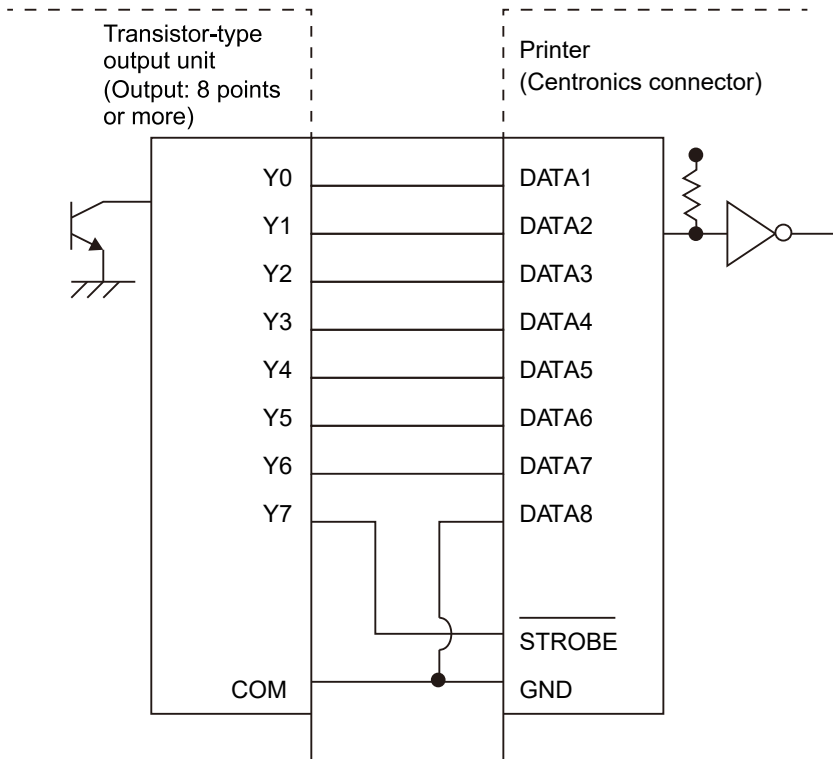 Transistor-type
output unit
(Output: 8 points
or more)
Printer
(Centronics connector)
Y0
DATA1
Y1
DATA2
Y2
DATA3
Y3
DATA4
Y4
DATA5
Y5
DATA6
Y6
DATA7
Y7
DATA8
STROBE
COM
GND